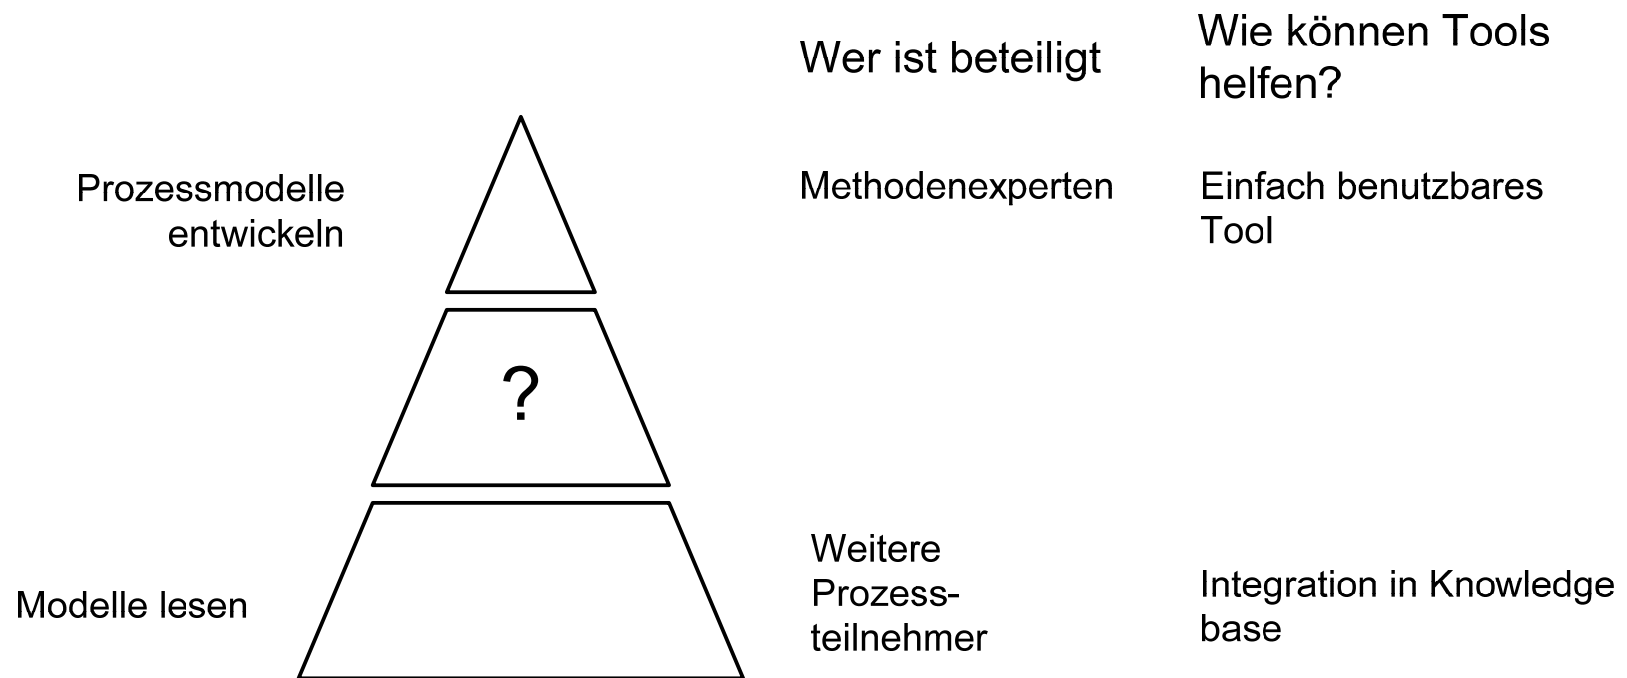 Wer ist beteiligt
Wie können Tools
helfen?
Prozessmodelle
entwickeln
Methodenexperten
Einfach benutzbares
Tool
?
Modelle lesen
Weitere
Prozess-
teilnehmer
Integration in Knowledge
base